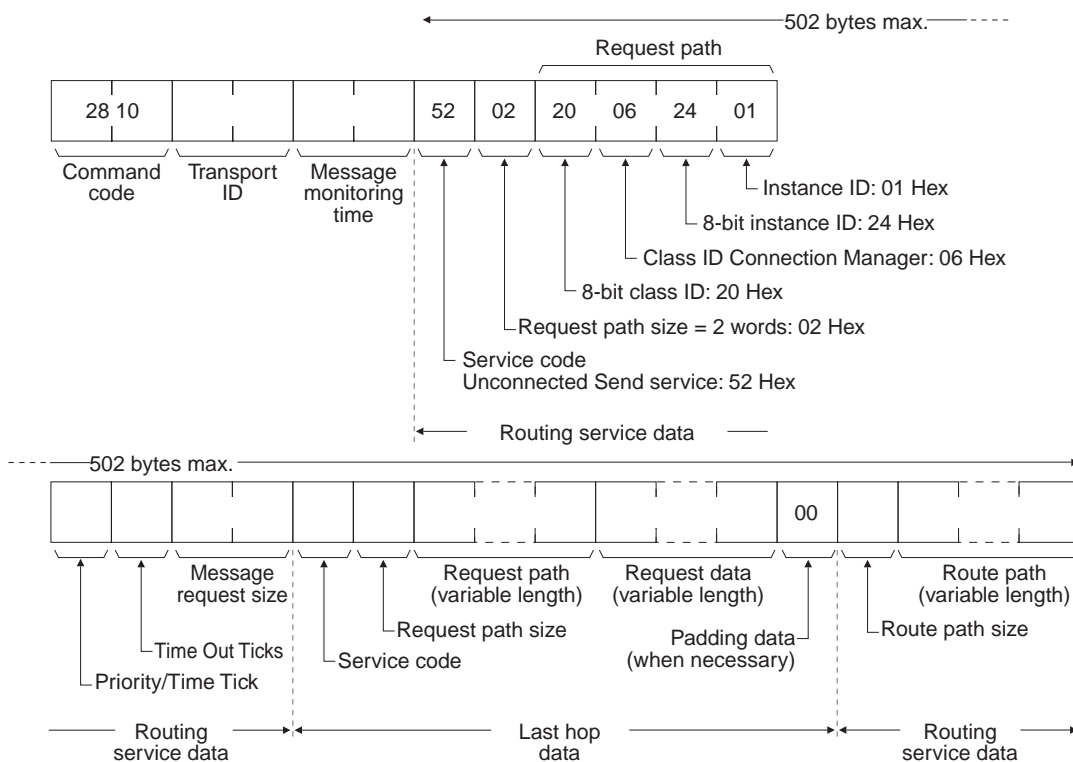 502 bytes max.
Request path
28 10 52 02 20 06 24 01
Command
code
Transport
ID
Message
monitoring
time
Instance ID: 01 Hex
8-bit instance ID: 24 Hex
Class ID Connection Manager: 06 Hex
8-bit class ID: 20 Hex
Request path size = 2 words: 02 Hex
Service code
Unconnected Send service: 52 Hex
Routing service data
502 bytes max.
00
Message
request size
Request path
(variable length)
Request data
(variable length)
Route path
(variable length)
Request path size
Padding data
(when necessary)
Route path size
Time Out Ticks
Service code
Priority/Time Tick
Routing
service data
Last hop
data
Routing
service data